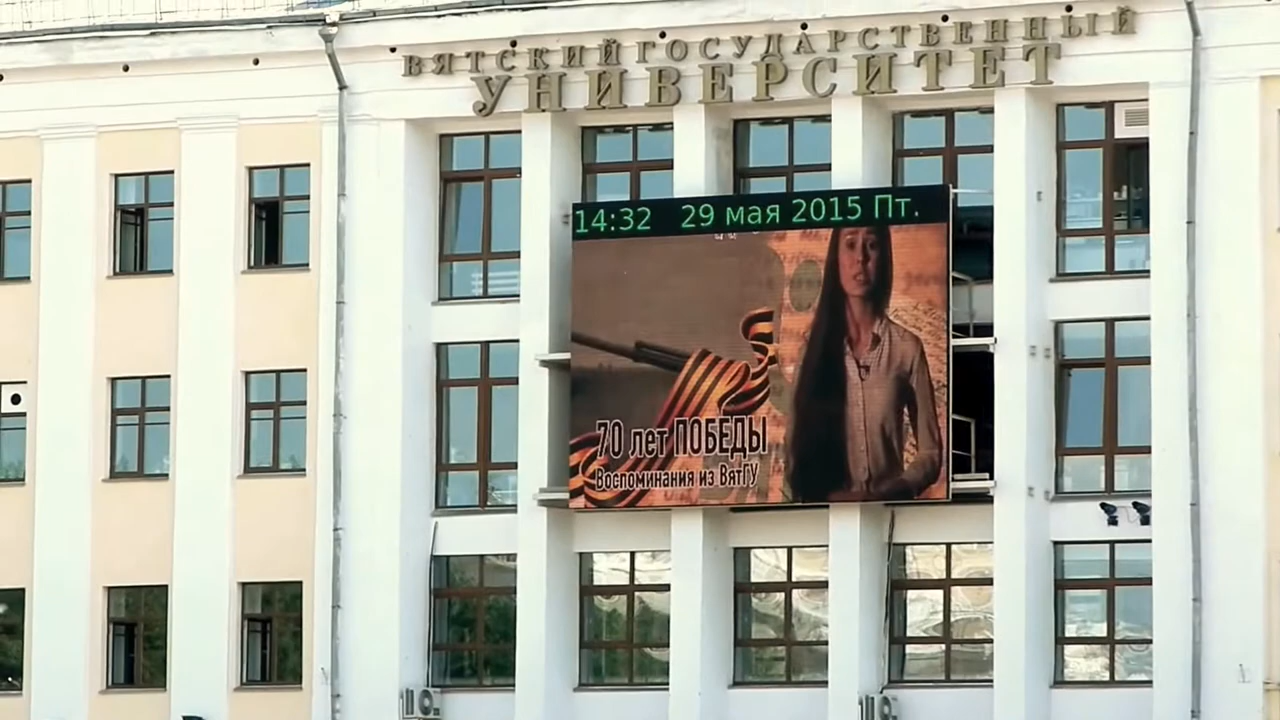 ВЯТСКИЙ ГОСУДАРСТВЕННЫЙ
УНИВЕРСИТЕТ
14:32 29 мая 2015 Пт.
70 лет ПОБЕДЫ
Воспоминания из ВятГУ